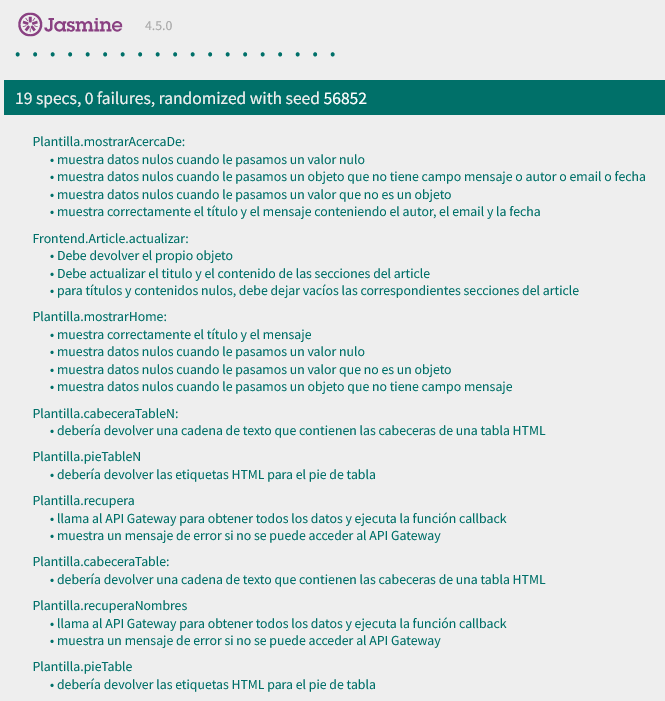 Jasmine 4.5.0
• • • • • • • • • • • • • • • • • • •
19 specs, 0 failures, randomized with seed 56852
Plantilla.mostrarAcercaDe:
• muestra datos nulos cuando le pasamos un valor nulo
• muestra datos nulos cuando le pasamos un objeto que no tiene campo mensaje o autor o email o fecha
• muestra datos nulos cuando le pasamos un valor que no es un objeto
• muestra correctamente el título y el mensaje conteniendo el autor, el email y la fecha
Frontend.Article.actualizar:
• Debe devolver el propio objeto
• Debe actualizar el titulo y el contenido de las secciones del article
• para títulos y contenidos nulos, debe dejar vacíos las correspondientes secciones del article
Plantilla.mostrarHome:
• muestra correctamente el título y el mensaje
• muestra datos nulos cuando le pasamos un valor nulo
• muestra datos nulos cuando le pasamos un valor que no es un objeto
• muestra datos nulos cuando le pasamos un objeto que no tiene campo mensaje
Plantilla.cabeceraTableN:
• debería devolver una cadena de texto que contienen las cabeceras de una tabla HTML
Plantilla.pieTableN
• debería devolver las etiquetas HTML para el pie de tabla
Plantilla.recupera
• llama al API Gateway para obtener todos los datos y ejecuta la función callback
• muestra un mensaje de error si no se puede acceder al API Gateway
Plantilla.cabeceraTable:
• debería devolver una cadena de texto que contienen las cabeceras de una tabla HTML
Plantilla.recuperaNombres
• llama al API Gateway para obtener todos los datos y ejecuta la función callback
• muestra un mensaje de error si no se puede acceder al API Gateway
Plantilla.pieTable
• debería devolver las etiquetas HTML para el pie de tabla